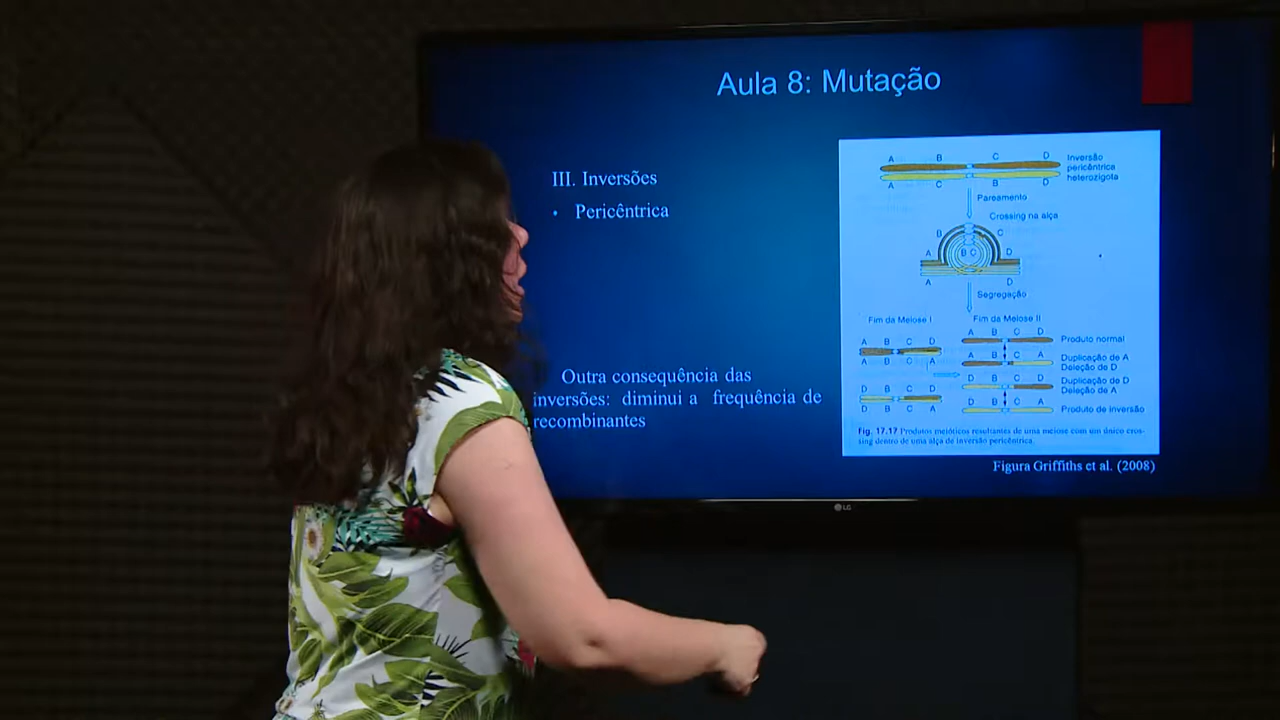 Aula 8: Mutação
III. Inversões
• Pericêntrica
Outra consequência das
inversões: diminui a frequência de
recombinantes
A B C D
Inversão
pericêntrica
heterozigota
A C B D
Pareamento
Crossing na alça
B C
A B C D
A D
Segregação
Fim da Meiose I
Fim da Meiose II
A B C D
A B C A
D B C D
D B C A
A B C D
Produto normal
A B C A
Duplicação de A
Deleção de D
D B C D
Duplicação de D
Deleção de A
D B C A
Produto de inversão
Fig. 17.17 Produtos meióticos resultantes de uma meiose com um único cros-
sing dentro de uma alça de inversão pericêntrica.
Figura Griffiths et al. (2008)
LG